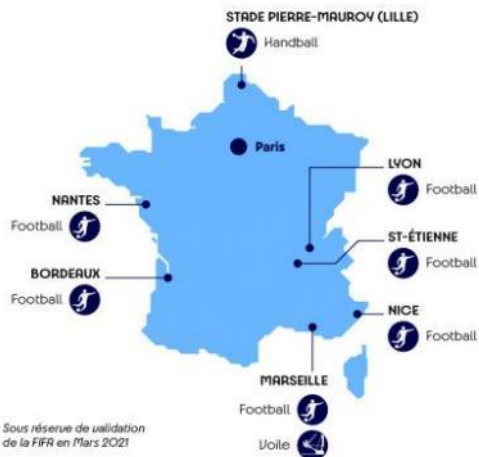 STADE PIERRE-MAUROY (LILLE)
Handball
Paris
LYON
Football
NANTES
Football
ST-ÉTIENNE
Football
BORDEAUX
Football
NICE
Football
MARSEILLE
Football
Voile
Sous réserve de validation
de la FIFA en Mars 2021